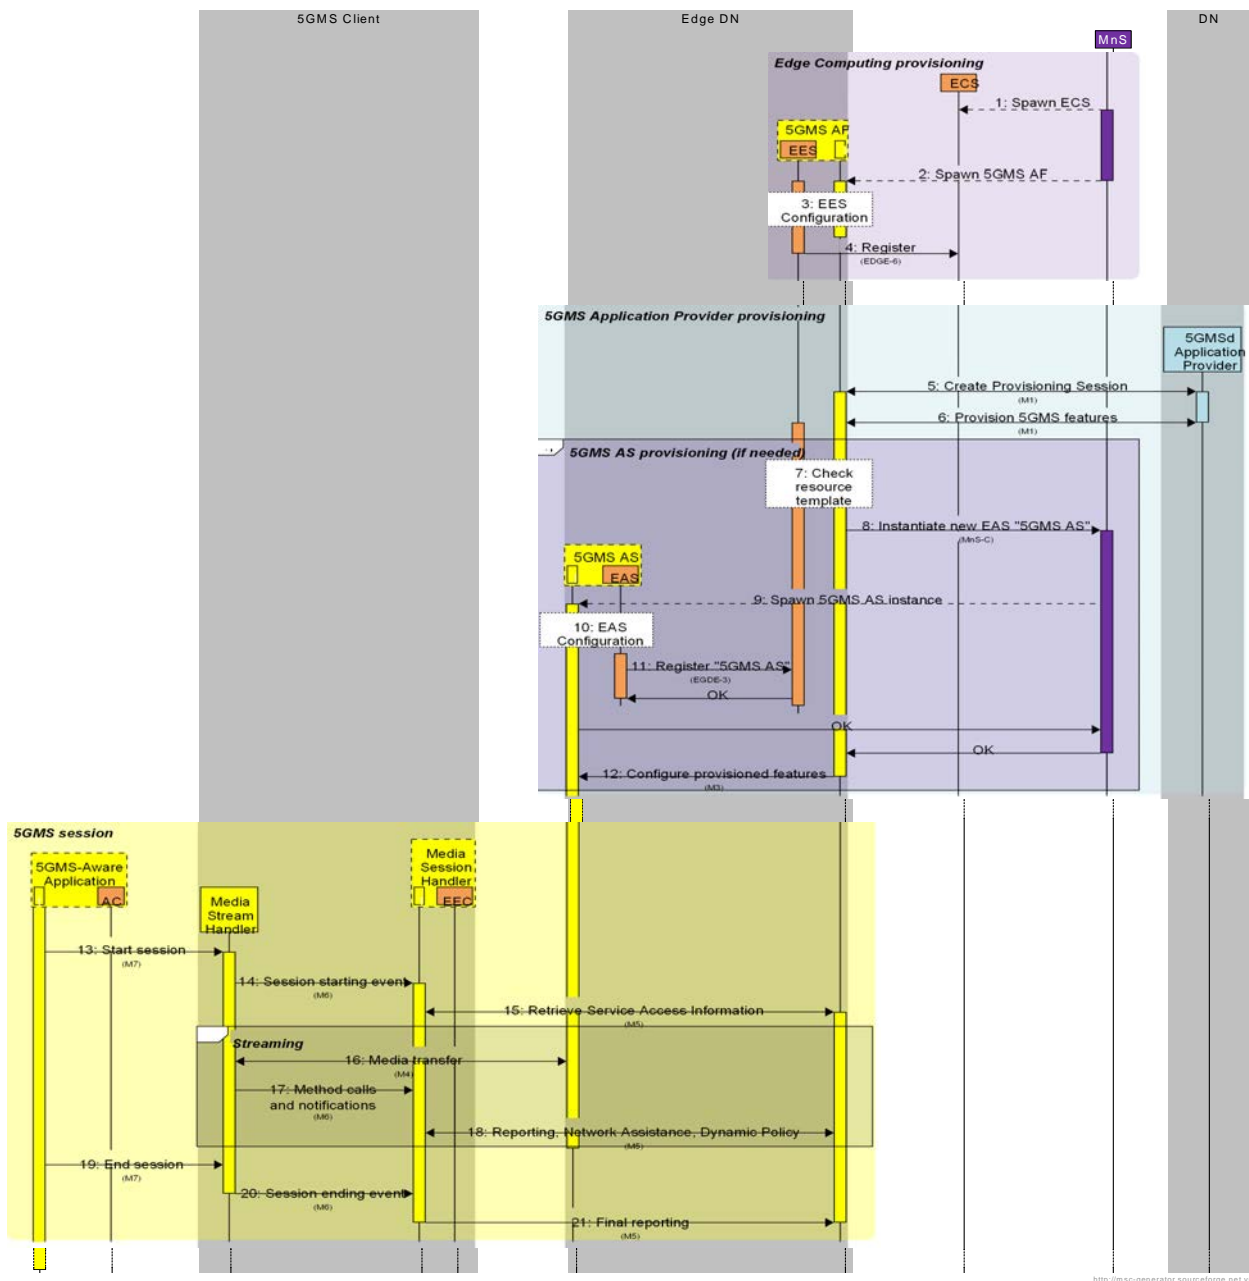 5GMS Client
Edge DN
DN
MnS
Edge Computing provisioning
ECS
1: Spawn ECS
5GMS AF
EES
2: Spawn 5GMS AF
3: EES
Configuration
4: Register
(EDGE-6)
5GMS Application Provider provisioning
5GMSd
Application
Provider
5: Create Provisioning Session
(M1)
6: Provision 5GMS features
(M1)
5GMS AS provisioning (if needed)
7: Check
resource
template
8: Instantiate new EAS "5GMS AS"
(MnS-C)
5GMS AS
EAS
9: Spawn 5GMS AS instance
10: EAS
Configuration
11: Register "5GMS AS"
(EGDE-3)
OK
OK
OK
12: Configure provisioned features
(M3)
5GMS session
5GMS-Aware
Application
AC
Media
Stream
Handler
Media
Session
Handler
EEC
13: Start session
(M7)
14: Session starting event
(M6)
15: Retrieve Service Access Information
(M5)
Streaming
16: Media transfer
(M4)
17: Method calls
and notifications
(M6)
18: Reporting, Network Assistance, Dynamic Policy
(M5)
19: End session
(M7)
20: Session ending event
(M6)
21: Final reporting
(M5)
http://msc-generator.sourceforge.net v